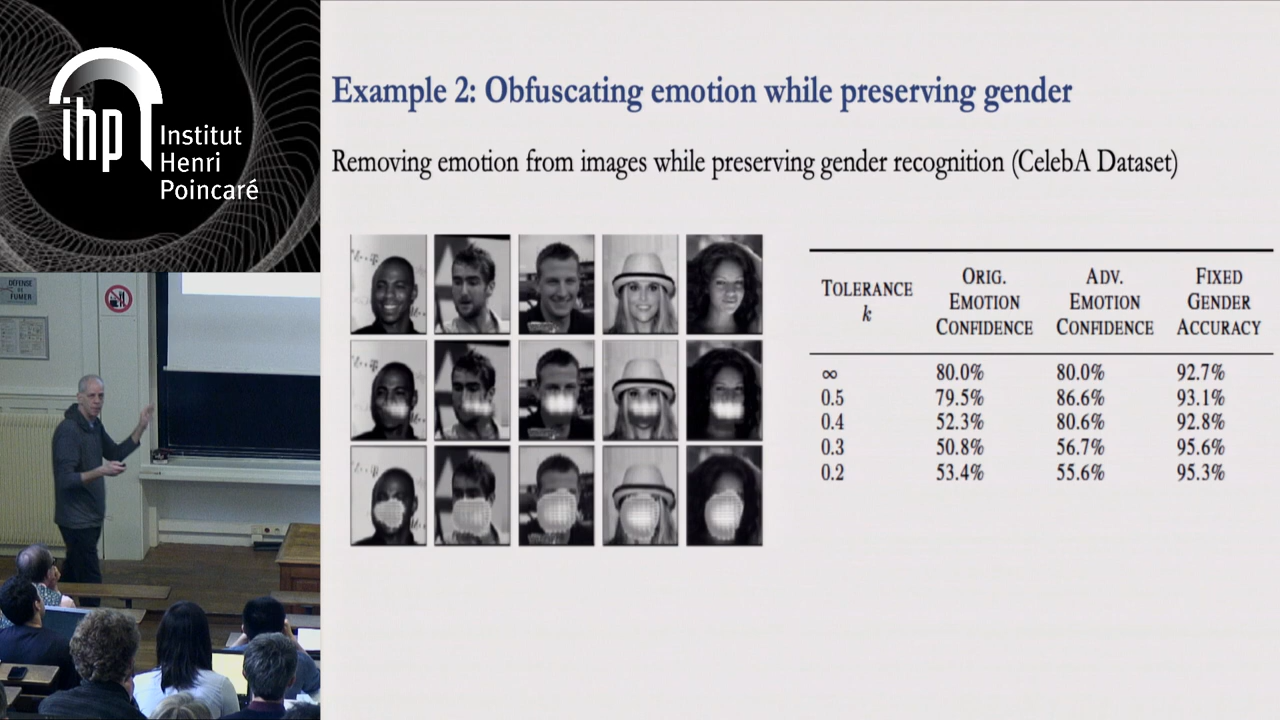 ihp
Institut
Henri
Poincaré
DÉFENSE
DE
FUMER
Example 2: Obfuscating emotion while preserving gender
Removing emotion from images while preserving gender recognition (CelebA Dataset)
TOLERANCE k ORIG. EMOTION CONFIDENCE ADV. EMOTION CONFIDENCE FIXED GENDER ACCURACY
∞ 80.0% 80.0% 92.7%
0.5 79.5% 86.6% 93.1%
0.4 52.3% 80.6% 92.8%
0.3 50.8% 56.7% 95.6%
0.2 53.4% 55.6% 95.3%